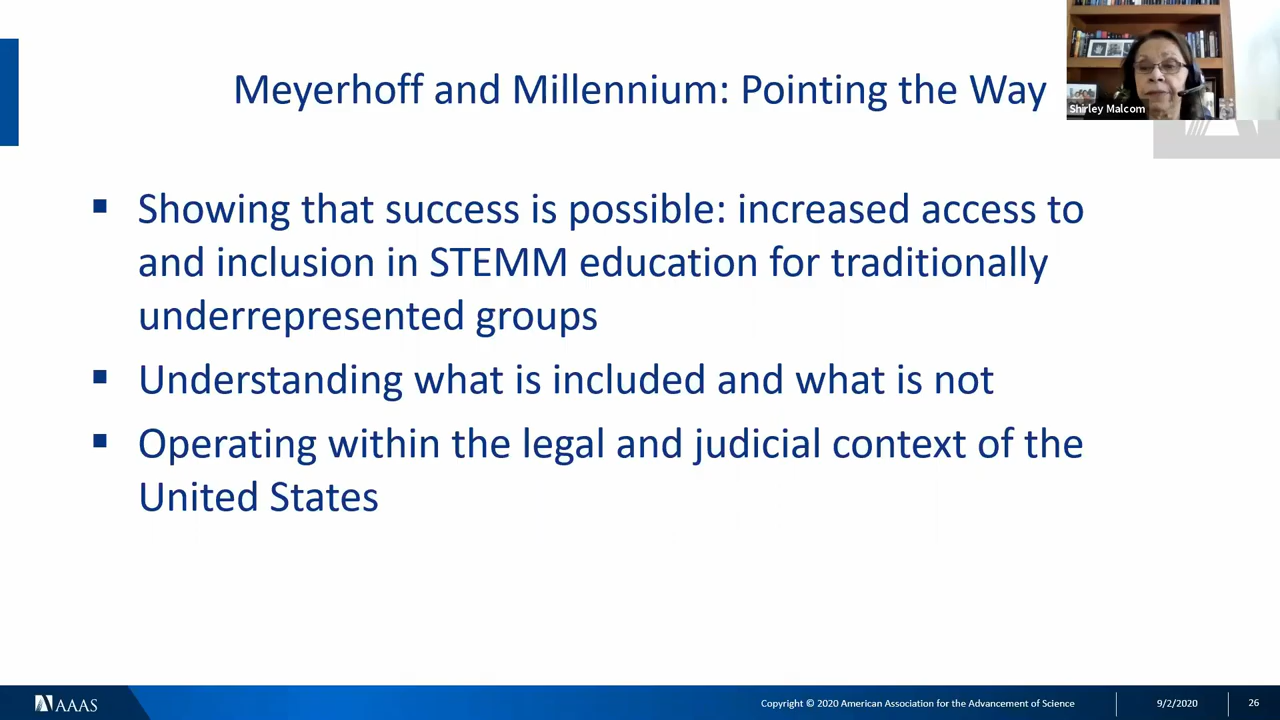 Meyerhoff and Millennium: Pointing the Way
Shirley Malcom
▪ Showing that success is possible: increased access to
and inclusion in STEMM education for traditionally
underrepresented groups
▪ Understanding what is included and what is not
▪ Operating within the legal and judicial context of the
United States
AAAS
Copyright © 2020 American Association for the Advancement of Science
9/2/2020
26